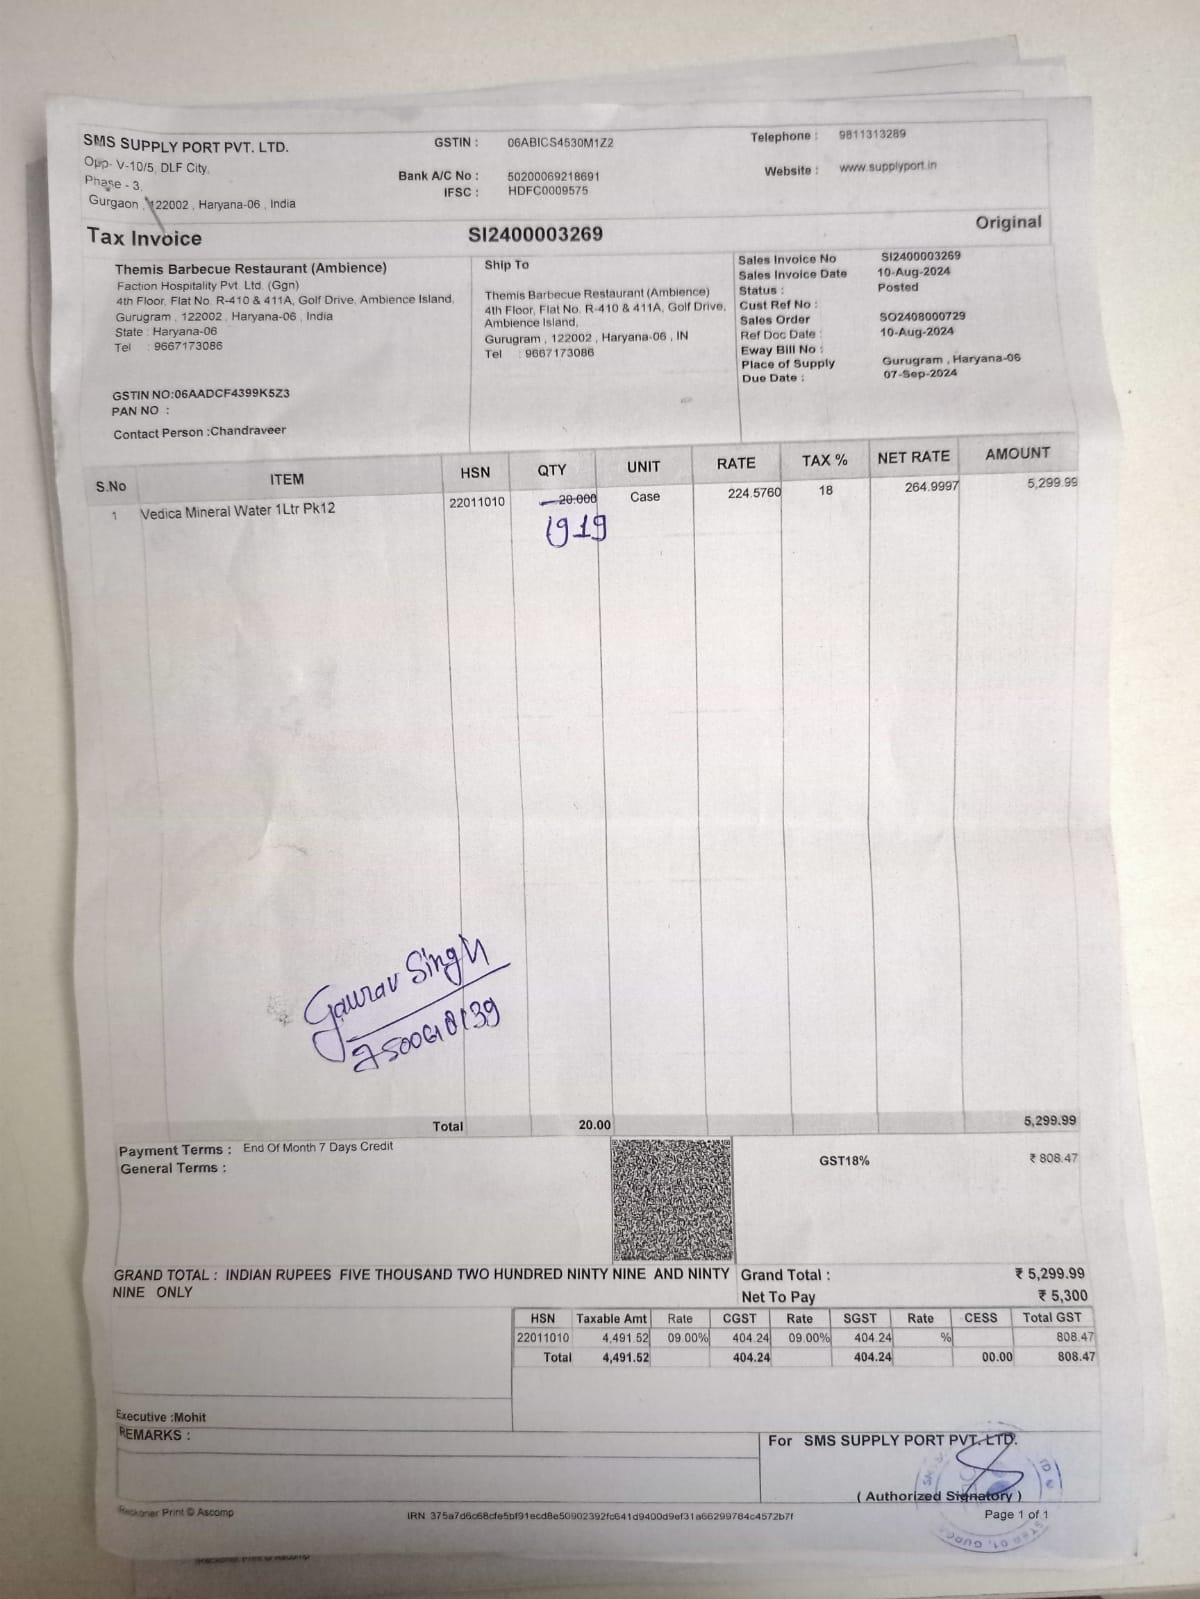 SMS SUPPLY PORT PVT. LTD.
Opp- V-10/5, DLF City,
Phase - 3,
Gurgaon , 122002 , Haryana-06 , India
GSTIN : 06ABICS4530M1Z2
Bank A/C No : 50200069218691
IFSC : HDFC0009575
Telephone : 9811313289
Website : www.supplyport.in
Tax Invoice SI2400003269 Original
Themis Barbecue Restaurant (Ambience)
Faction Hospitality Pvt. Ltd. (Ggn)
4th Floor, Flat No. R-410 & 411A, Golf Drive, Ambience Island,
Gurugram , 122002 , Haryana-06 , India
State : Haryana-06
Tel : 9667173086
GSTIN NO:06AADCF4399K5Z3
PAN NO :
Contact Person :Chandraveer
Ship To
Themis Barbecue Restaurant (Ambience)
4th Floor, Flat No. R-410 & 411A, Golf Drive,
Ambience Island,
Gurugram , 122002 , Haryana-06 , IN
Tel : 9667173086
Sales Invoice No SI2400003269
Sales Invoice Date 10-Aug-2024
Status : Posted
Cust Ref No :
Sales Order SO2408000729
Ref Doc Date : 10-Aug-2024
Eway Bill No :
Place of Supply Gurugram , Haryana-06
Due Date : 07-Sep-2024
S.No ITEM HSN QTY UNIT RATE TAX % NET RATE AMOUNT
1 Vedica Mineral Water 1Ltr Pk12 22011010 20.000 Case 224.5760 18 264.9997 5,299.99
1919
Gaurav Singh
Total 20.00 5,299.99
Payment Terms : End Of Month 7 Days Credit
General Terms :
GST18% ₹ 808.47
GRAND TOTAL : INDIAN RUPEES FIVE THOUSAND TWO HUNDRED NINTY NINE AND NINTY
NINE ONLY
Grand Total : ₹ 5,299.99
Net To Pay ₹ 5,300
HSN Taxable Amt Rate CGST Rate SGST Rate CESS Total GST
22011010 4,491.52 09.00% 404.24 09.00% 404.24 % 808.47
Total 4,491.52 404.24 404.24 00.00 808.47
Executive :Mohit
REMARKS :
For SMS SUPPLY PORT PVT. LTD.
( Authorized Signatory )
Reckoner Print © Ascomp
Page 1 of 1